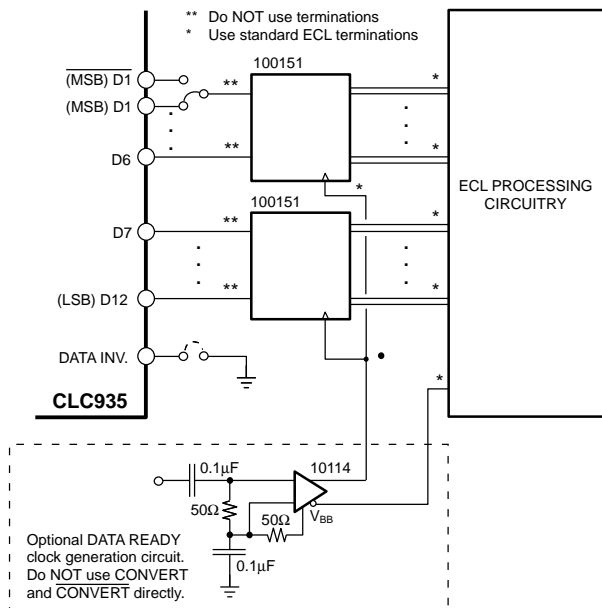 ** Do NOT use terminations
* Use standard ECL terminations
100151
(MSB) D̅1̅
(MSB) D1
**
*
D6
**
*
*
ECL PROCESSING
CIRCUITRY
100151
D7
**
*
(LSB) D12
**
*
DATA INV.
*
CLC935
0.1µF
10114
50Ω
50Ω
VBB
0.1µF
Optional DATA READY
clock generation circuit.
Do NOT use CONVERT
and C̅O̅N̅V̅E̅R̅T̅ directly.